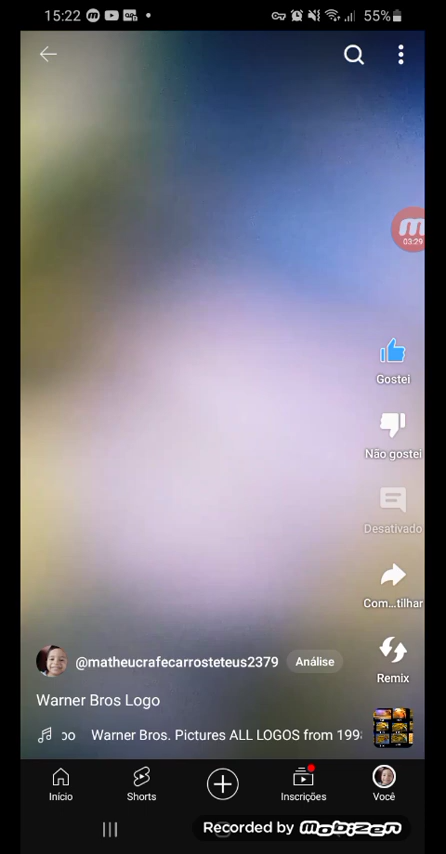 15:22
55%
03:29
Gostei
Não gostei
Desativado
Com...tilhar
@matheucrafecarrosteteus2379
Análise
Remix
Warner Bros Logo
Warner Bros. Pictures ALL LOGOS from 199
Início
Shorts
Inscrições
Você
Recorded by mobizen